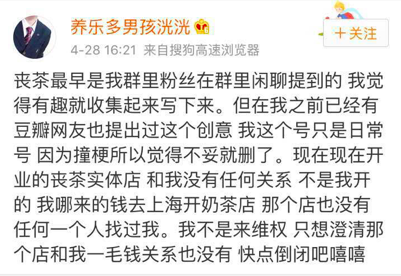 养乐多男孩洸洸
4-28 16:21 来自搜狗高速浏览器
+关注
丧茶最早是我群里粉丝在群里闲聊提到的 我觉
得有趣就收集起来写下来。但在我之前已经有
豆瓣网友也提出过这个创意 我这个号只是日常
号 因为撞梗所以觉得不妥就删了。现在现在开
业的丧茶实体店 和我没有任何关系 不是我开
的 我哪来的钱去上海开奶茶店 那个店也没有
任何一个人找过我。我不是来维权 只想澄清那
个店和我一毛钱关系也没有 快点倒闭吧嘻嘻